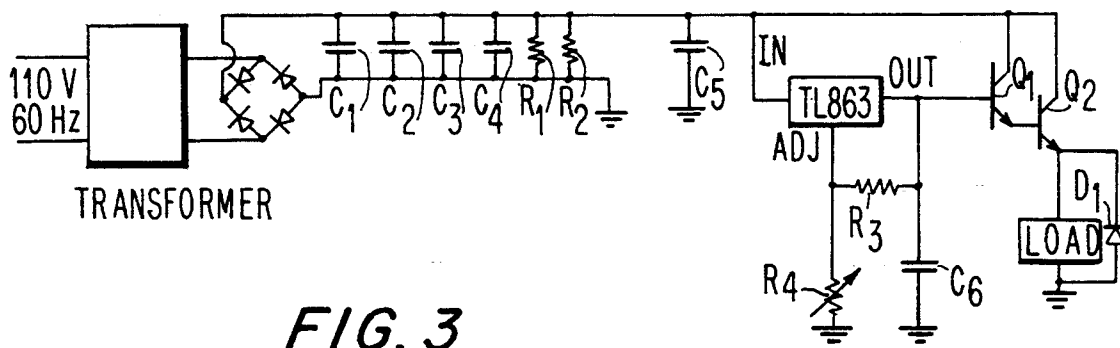 110 V
60 Hz
TRANSFORMER
C1
C2
C3
C4
R1
R2
C5
IN
TL863
OUT
ADJ
Q1
Q2
R3
R4
C6
D1
LOAD
FIG. 3